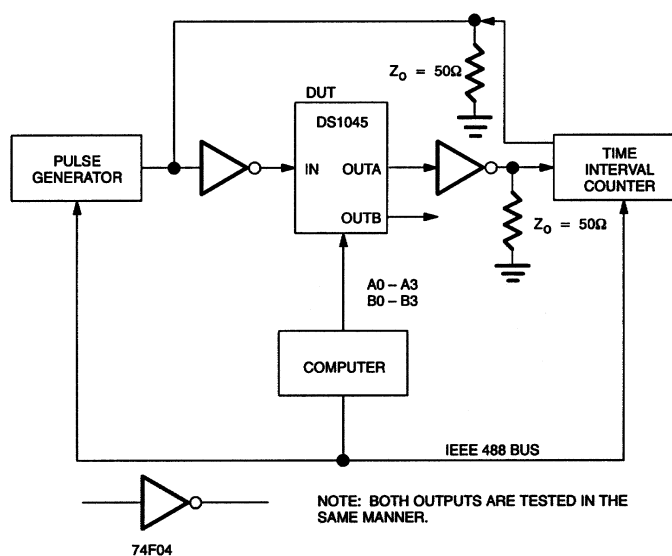 Z₀ = 50Ω
DUT
DS1045
PULSE
GENERATOR
IN
OUTA
OUTB
TIME
INTERVAL
COUNTER
Z₀ = 50Ω
A0 – A3
B0 – B3
COMPUTER
IEEE 488 BUS
74F04
NOTE: BOTH OUTPUTS ARE TESTED IN THE
SAME MANNER.